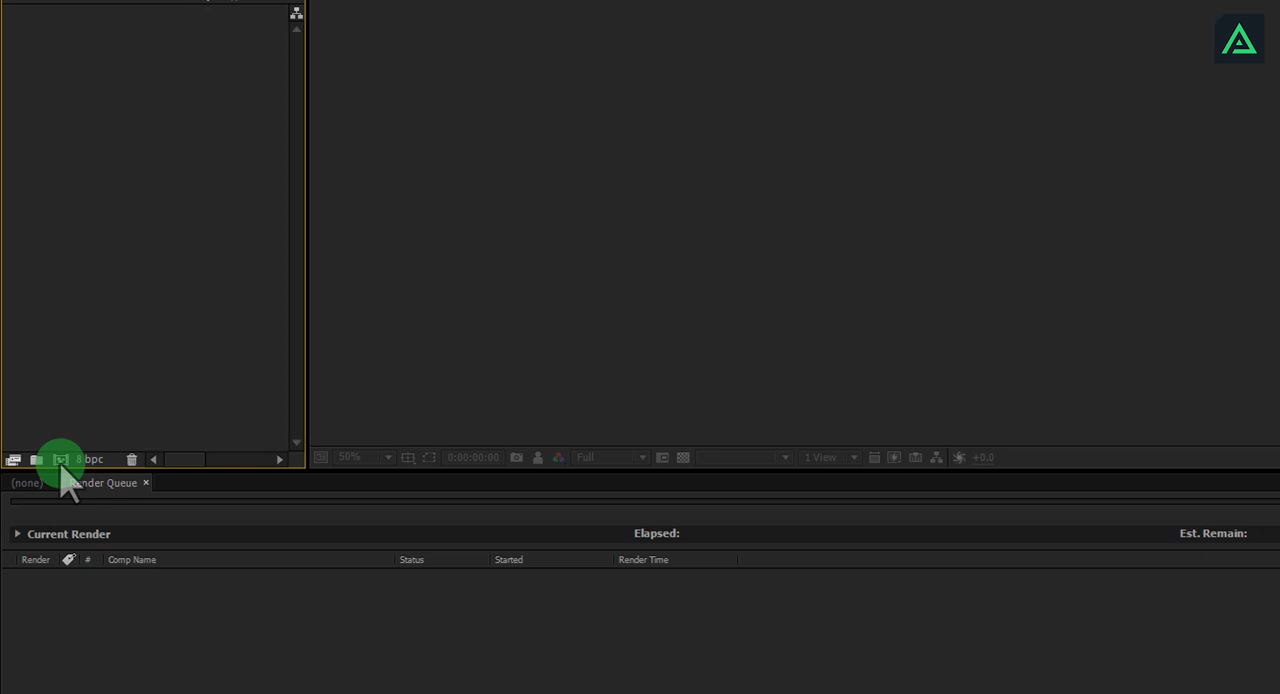 8 bpc
50%
0:00:00:00
Full
1 View
+0.0
(none)
Render Queue ×
Current Render
Elapsed:
Est. Remain:
Render
#
Comp Name
Status
Started
Render Time